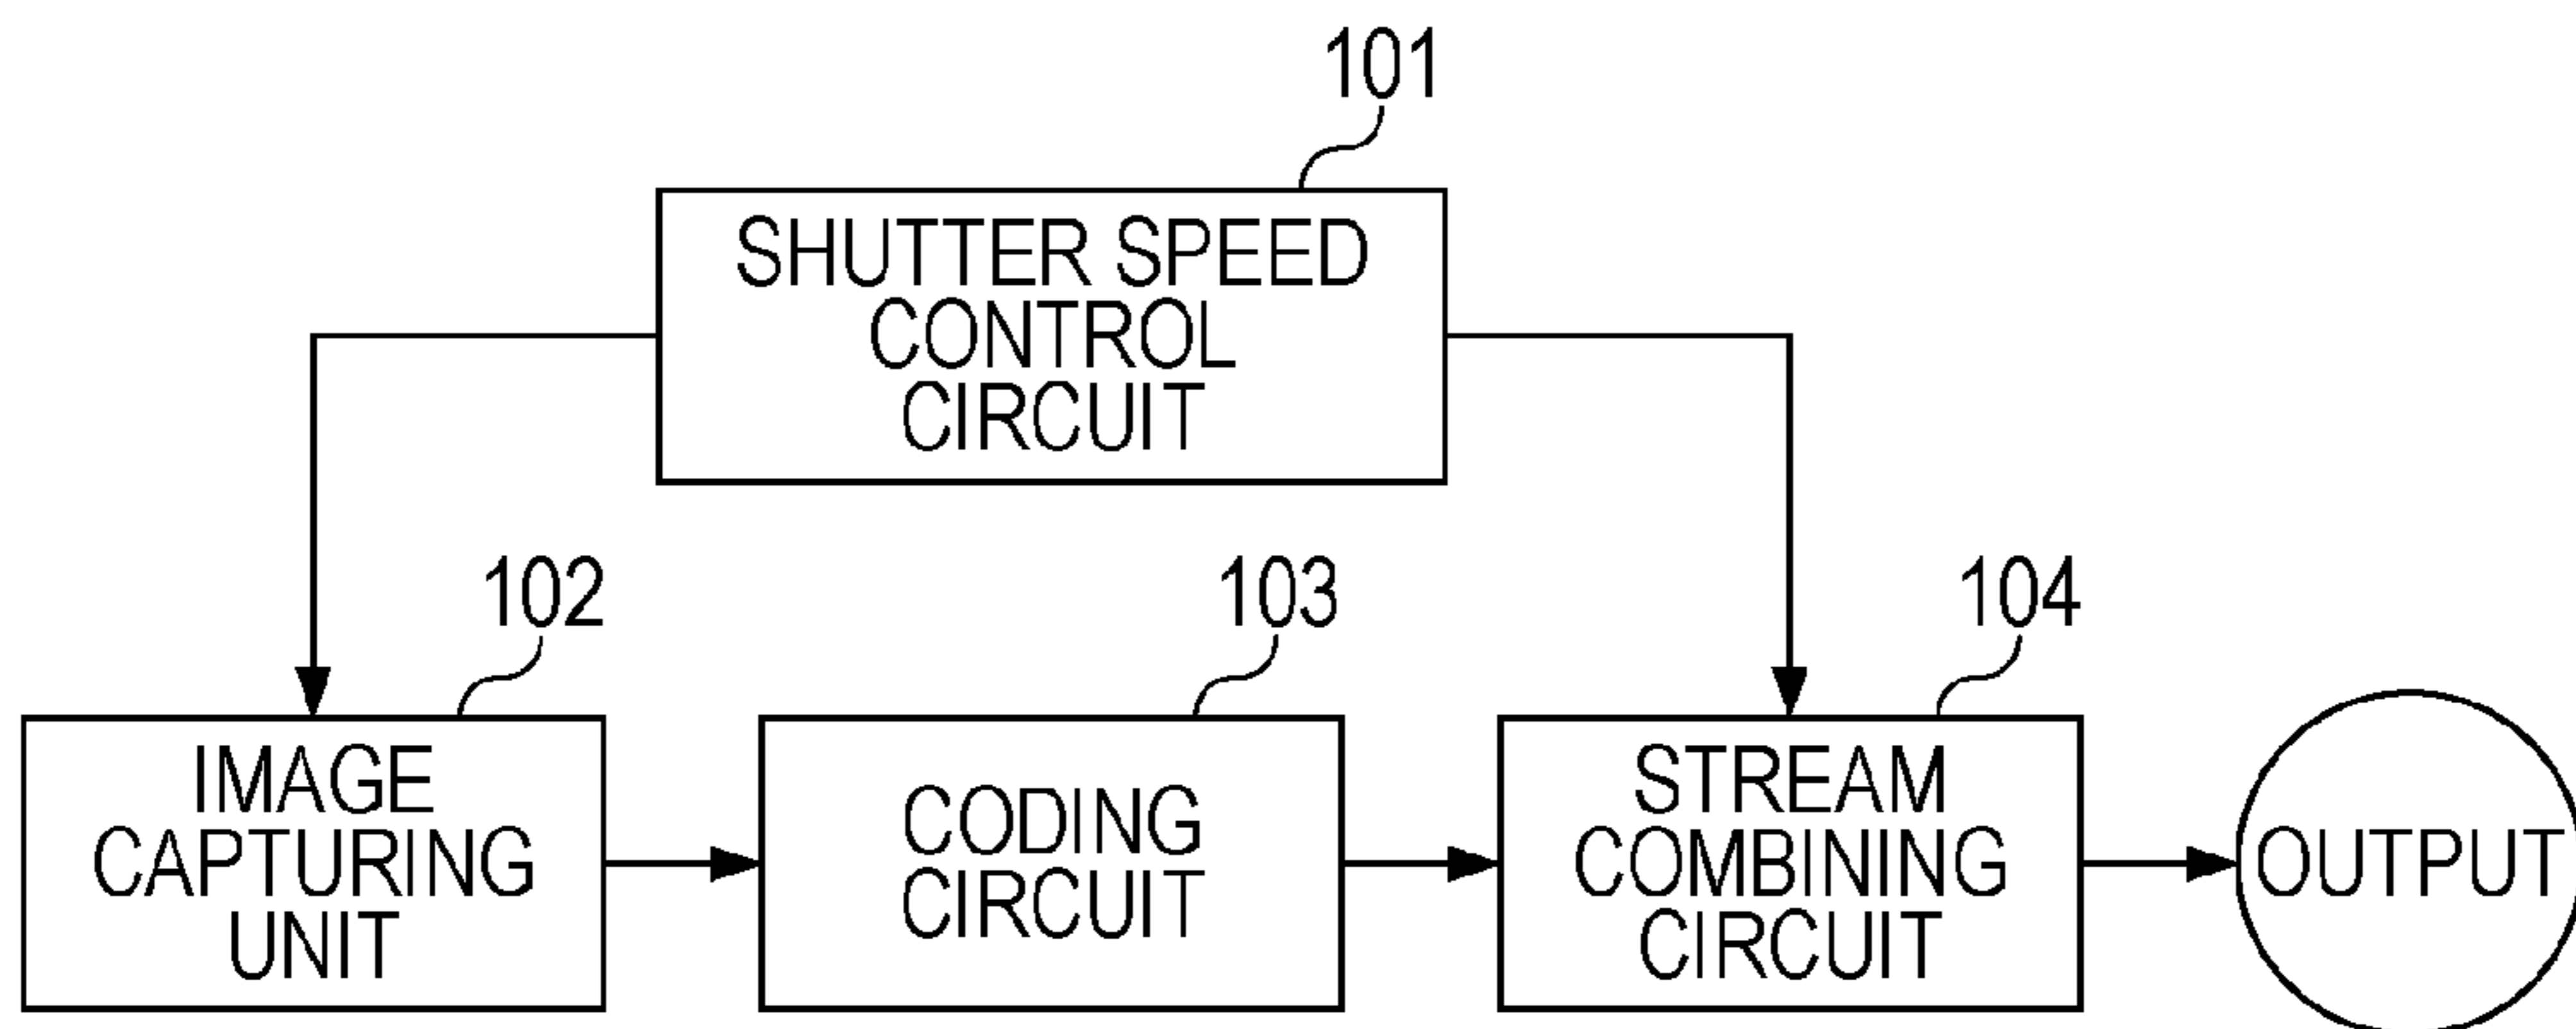 101
SHUTTER SPEED
CONTROL
CIRCUIT
102
103
104
IMAGE
CAPTURING
UNIT
CODING
CIRCUIT
STREAM
COMBINING
CIRCUIT
OUTPUT